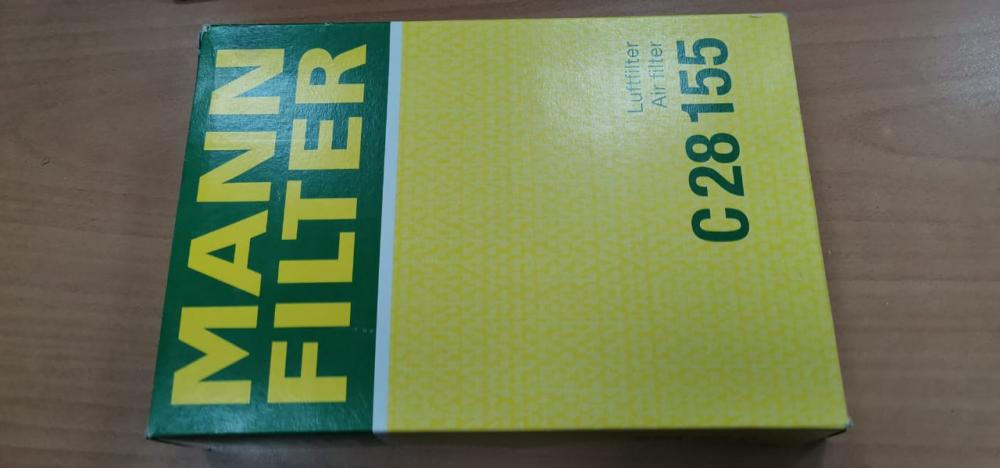 MANN
FILTER
Luftfilter
Air filter
C 28 155